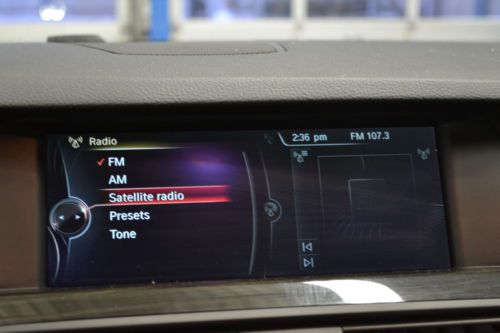 Radio
2:36 pm FM 107.3
FM
AM
Satellite radio
Presets
Tone